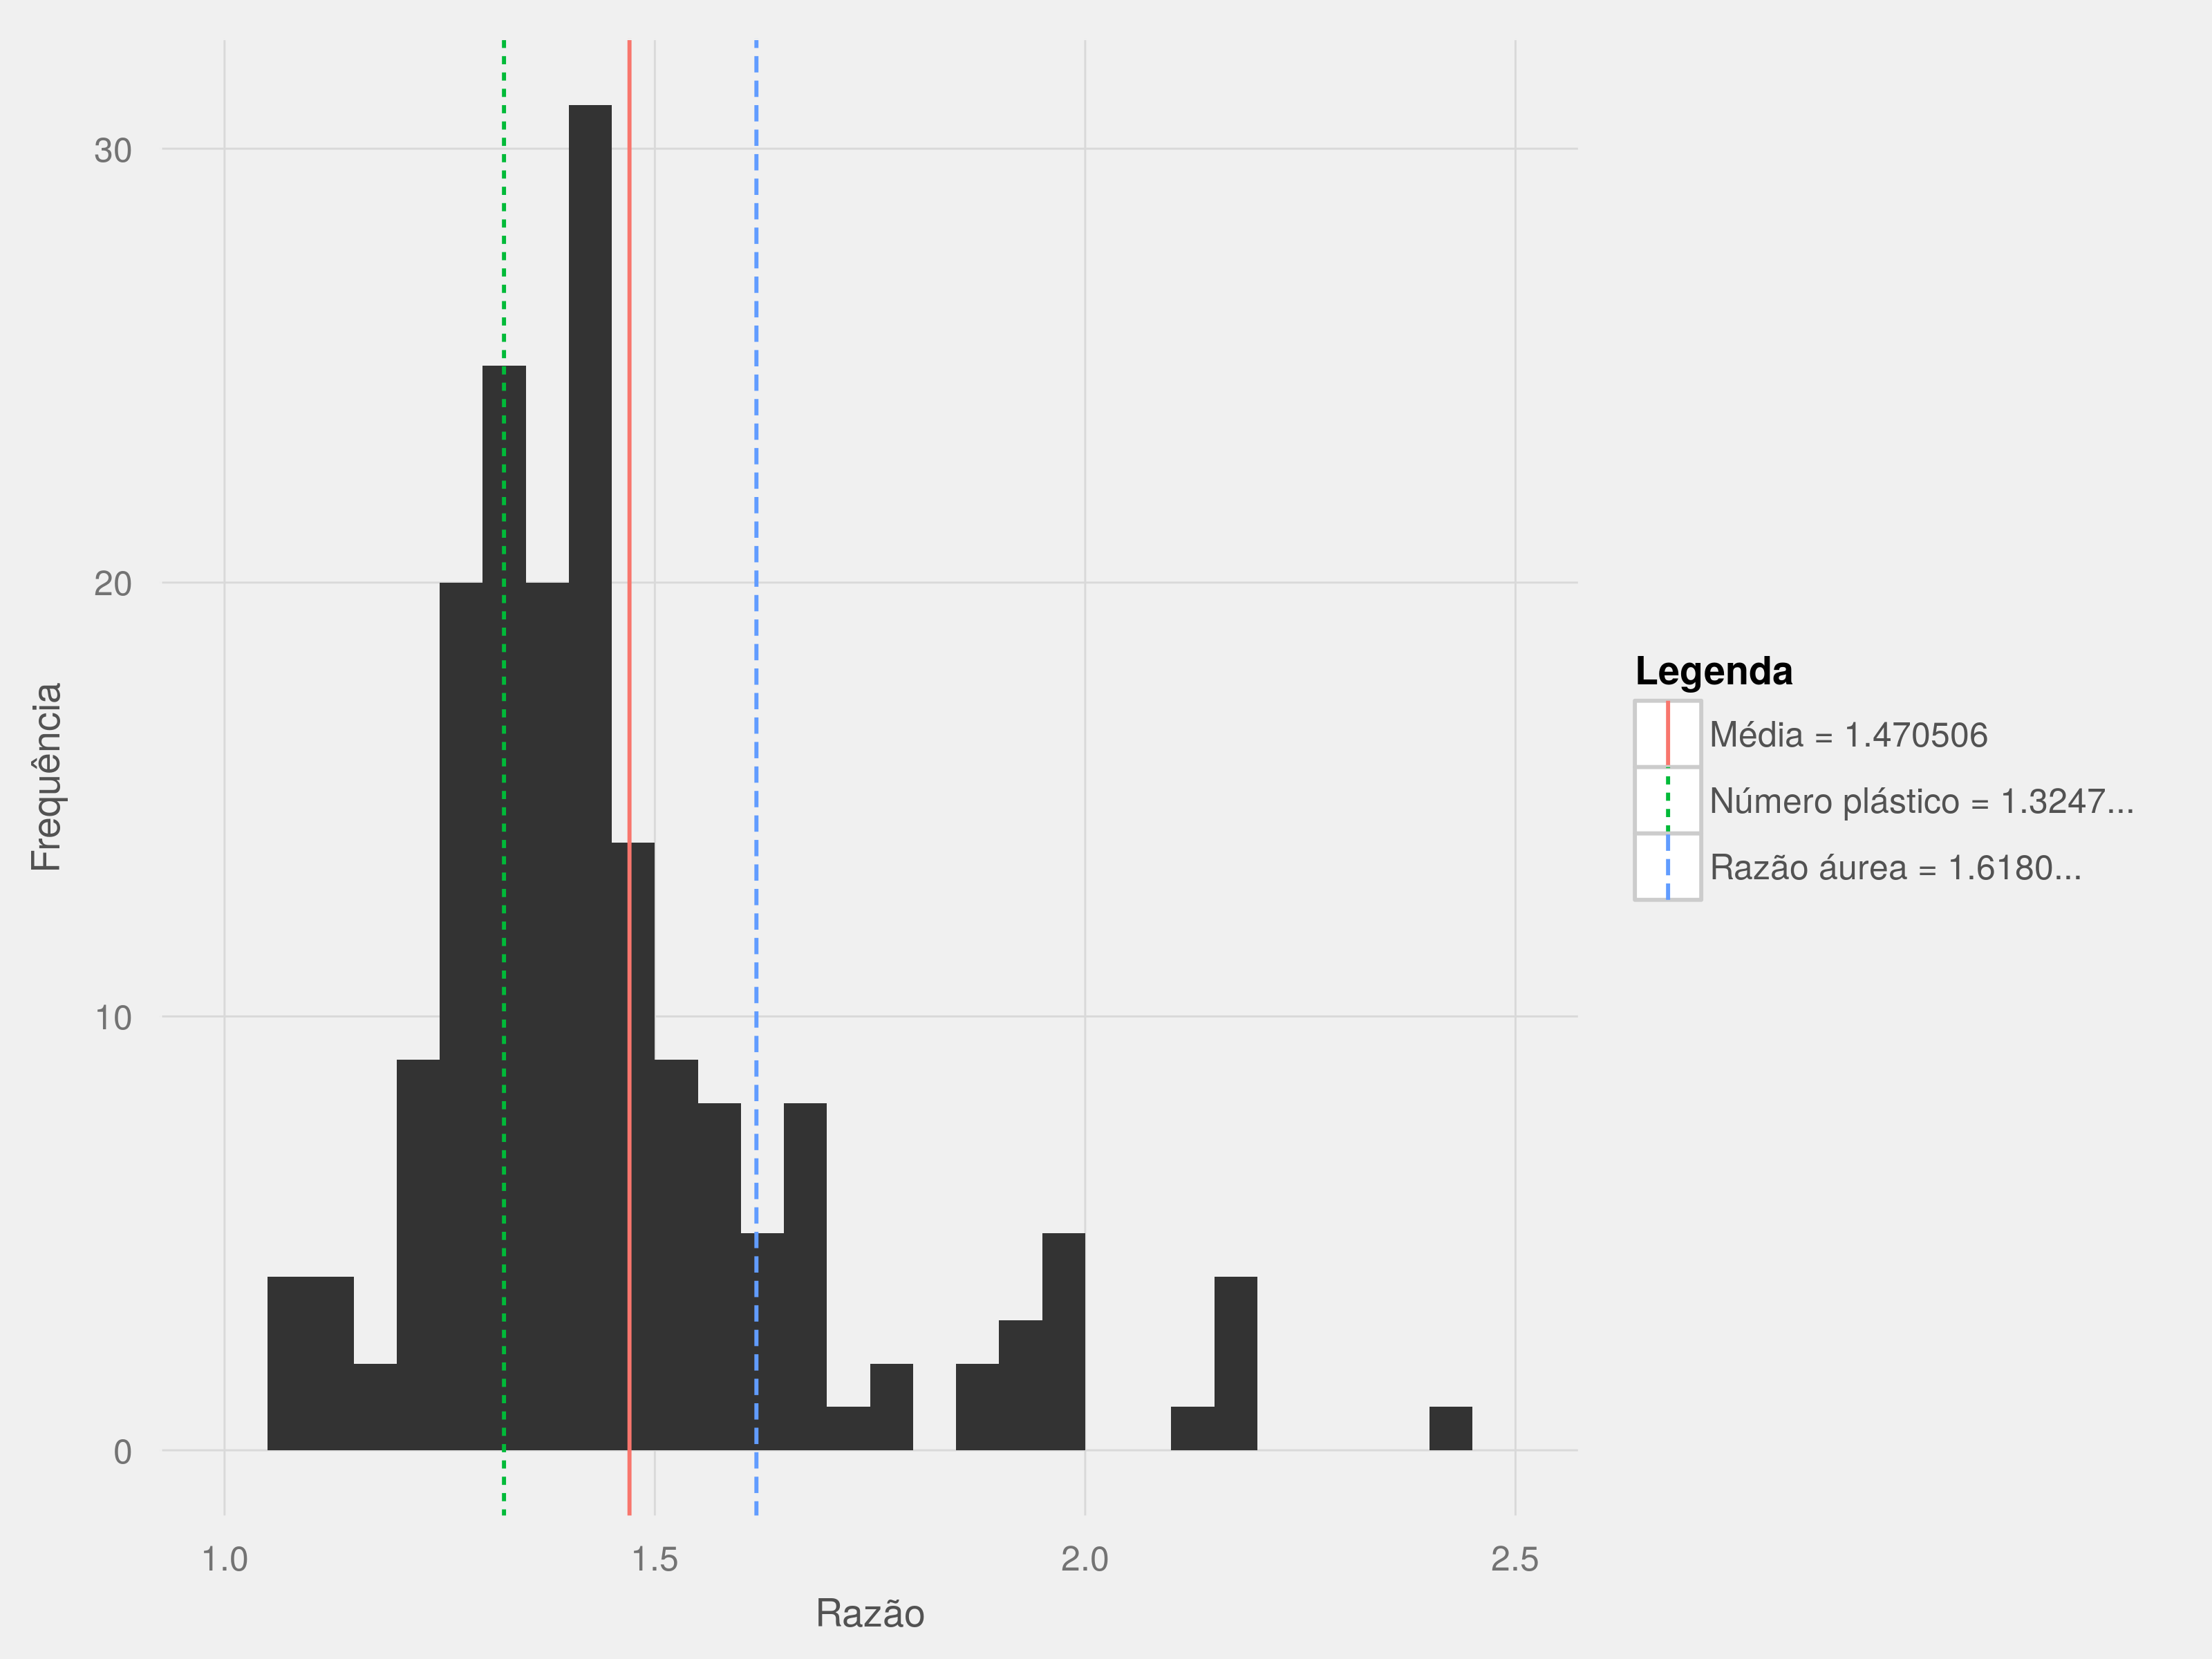 30
20
10
0
Frequência
1.0
1.5
2.0
2.5
Razão
Legenda
Média = 1.470506
Número plástico = 1.3247...
Razão áurea = 1.6180...